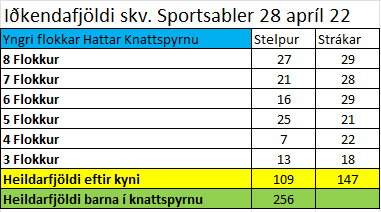 Iðkendafjöldi skv. Sportsabler 28 apríl 22
Yngri flokkar Hattar Knattspyrnu Stelpur Strákar
8 Flokkur 27 29
7 Flokkur 21 28
6 Flokkur 16 29
5 Flokkur 25 21
4 Flokkur 7 22
3 Flokkur 13 18
Heildarfjöldi eftir kyni 109 147
Heildarfjöldi barna í knattspyrnu 256